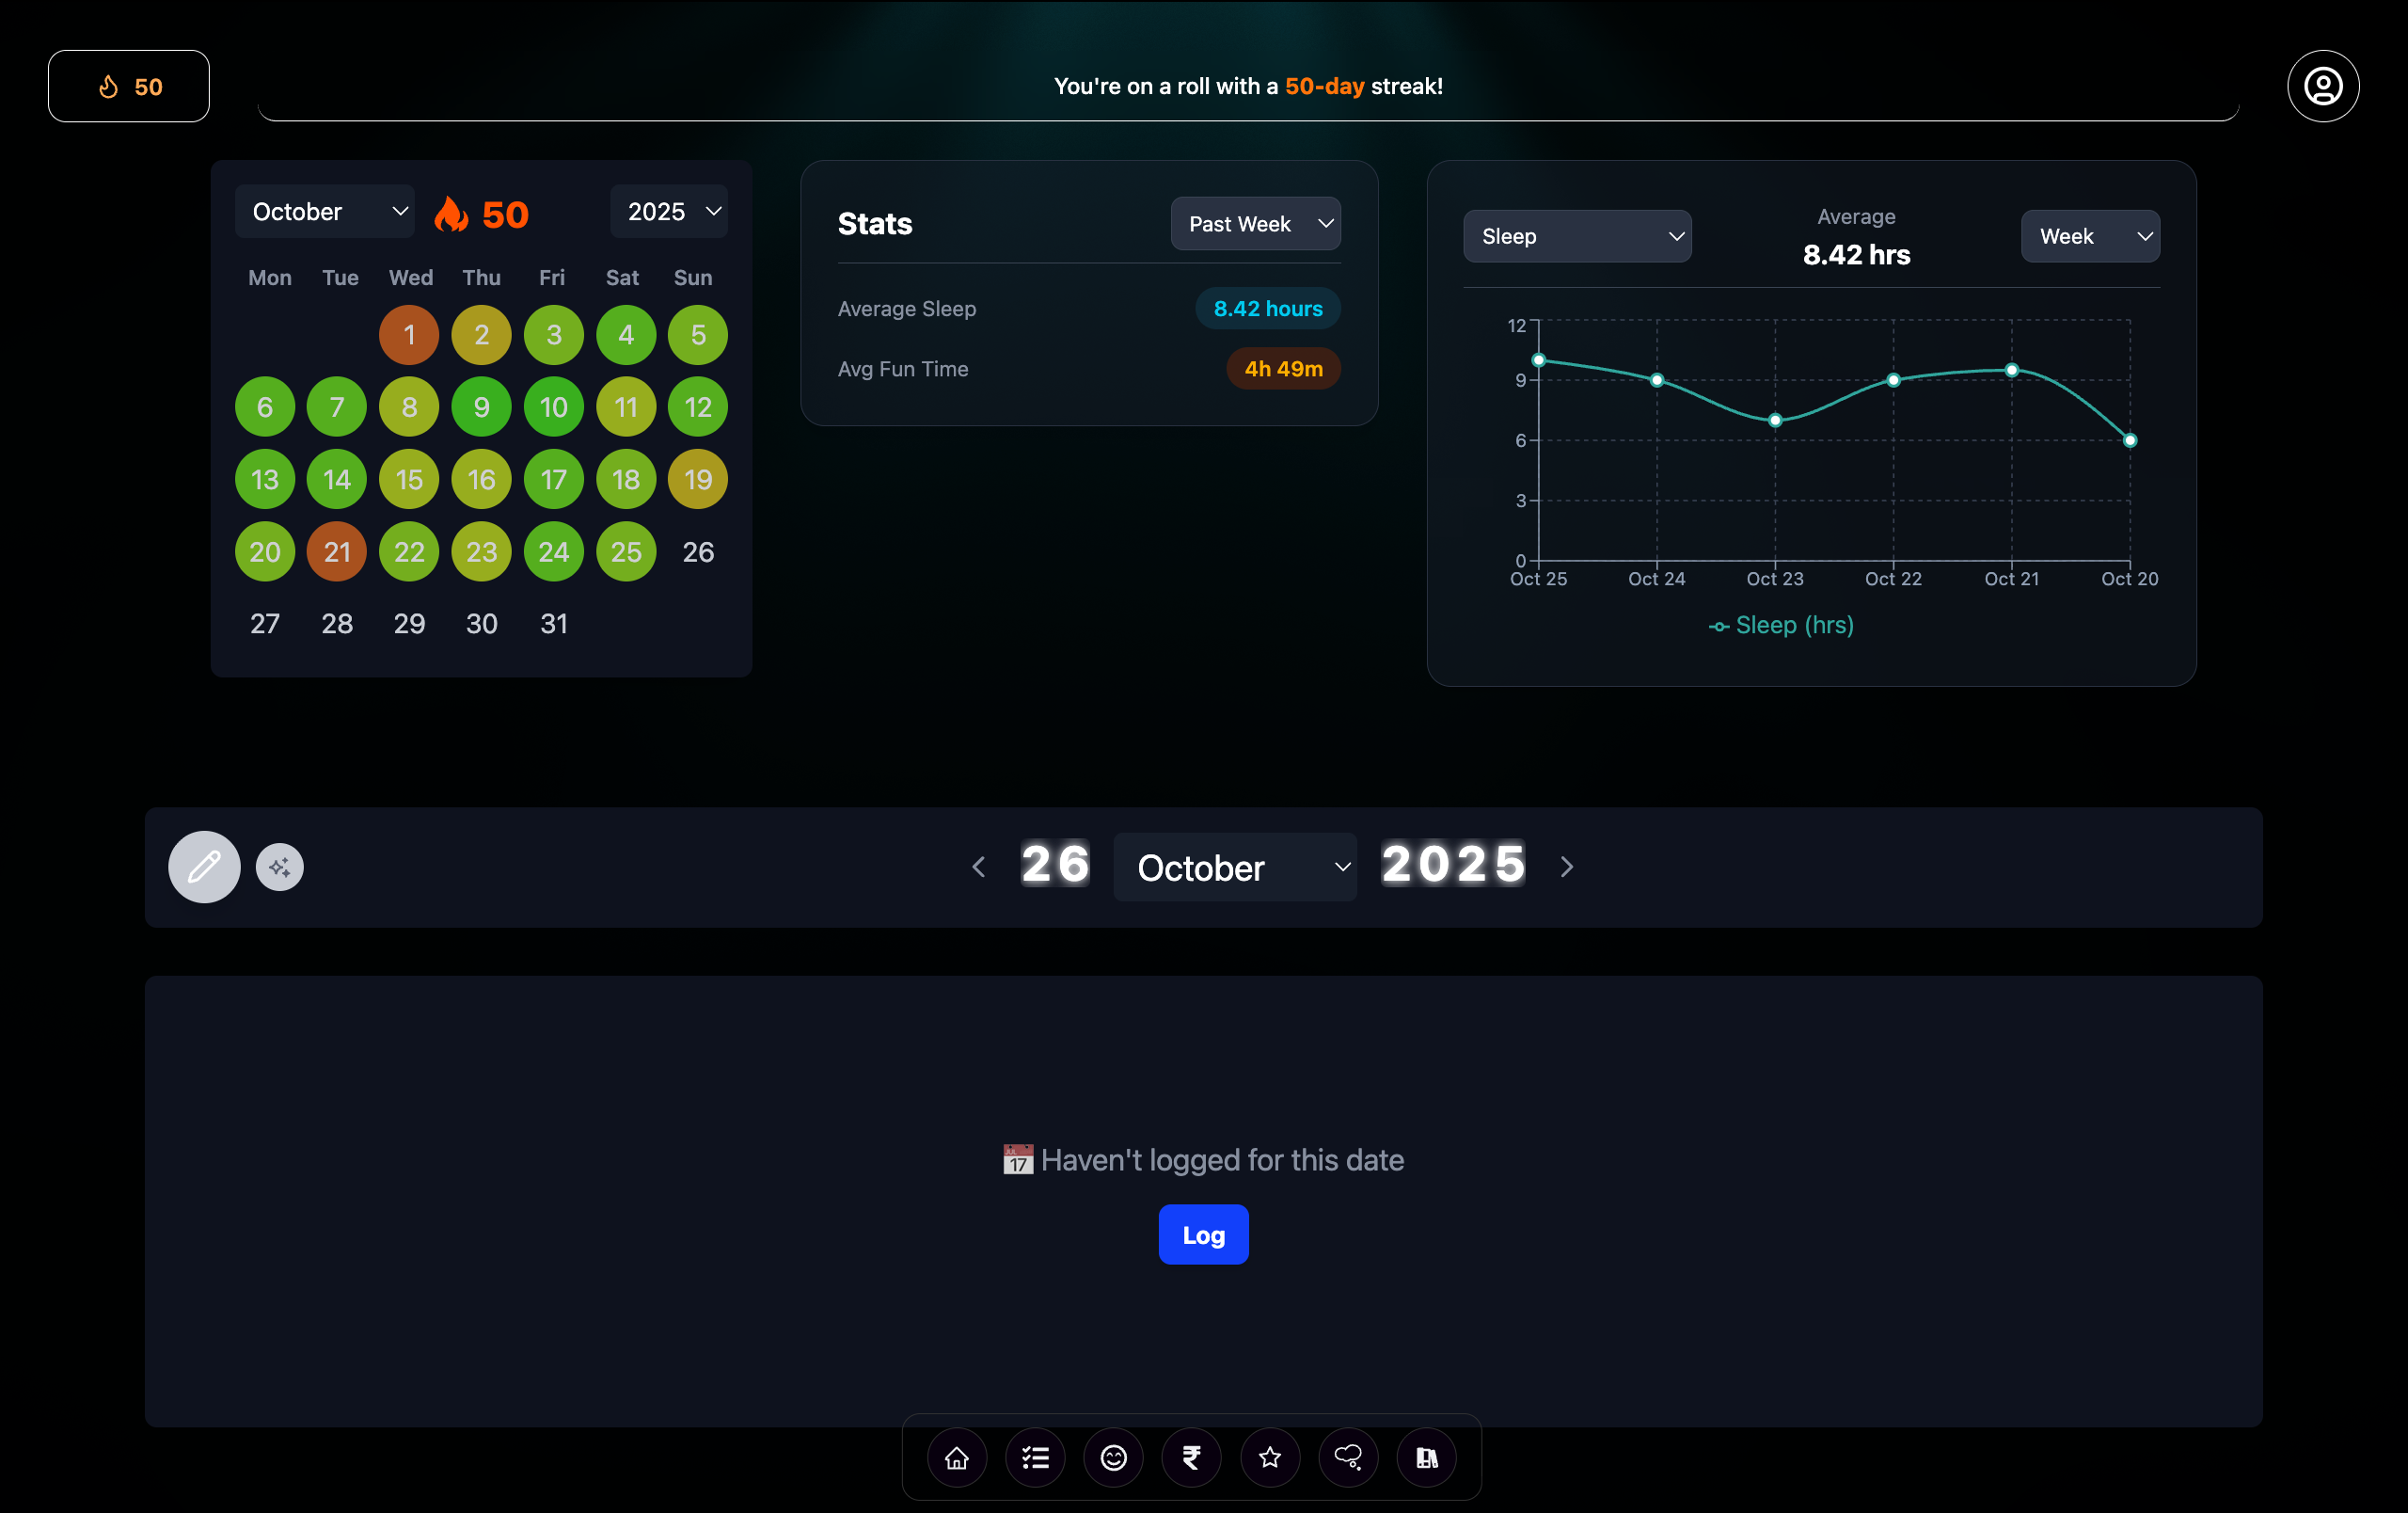 50
You're on a roll with a 50-day streak!
October
50
2025
Mon Tue Wed Thu Fri Sat Sun
1 2 3 4 5
6 7 8 9 10 11 12
13 14 15 16 17 18 19
20 21 22 23 24 25 26
27 28 29 30 31
Stats
Past Week
Average Sleep 8.42 hours
Avg Fun Time 4h 49m
Sleep
Average
8.42 hrs
Week
12
9
6
3
0
Oct 25 Oct 24 Oct 23 Oct 22 Oct 21 Oct 20
Sleep (hrs)
26 October 2025
JUL
17
Haven't logged for this date
Log
₹